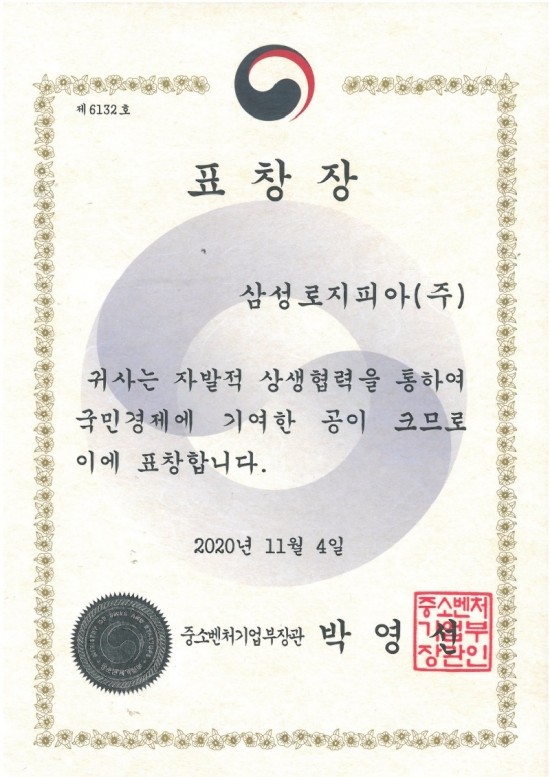 제 6132 호
표 창 장
삼성로지피아(주)
귀사는 자발적 상생협력을 통하여
국민경제에 기여한 공이 크므로
이에 표창합니다.
2020년 11월 4일
중소벤처기업부장관 박 영 선
중소벤처
기업부
장관인